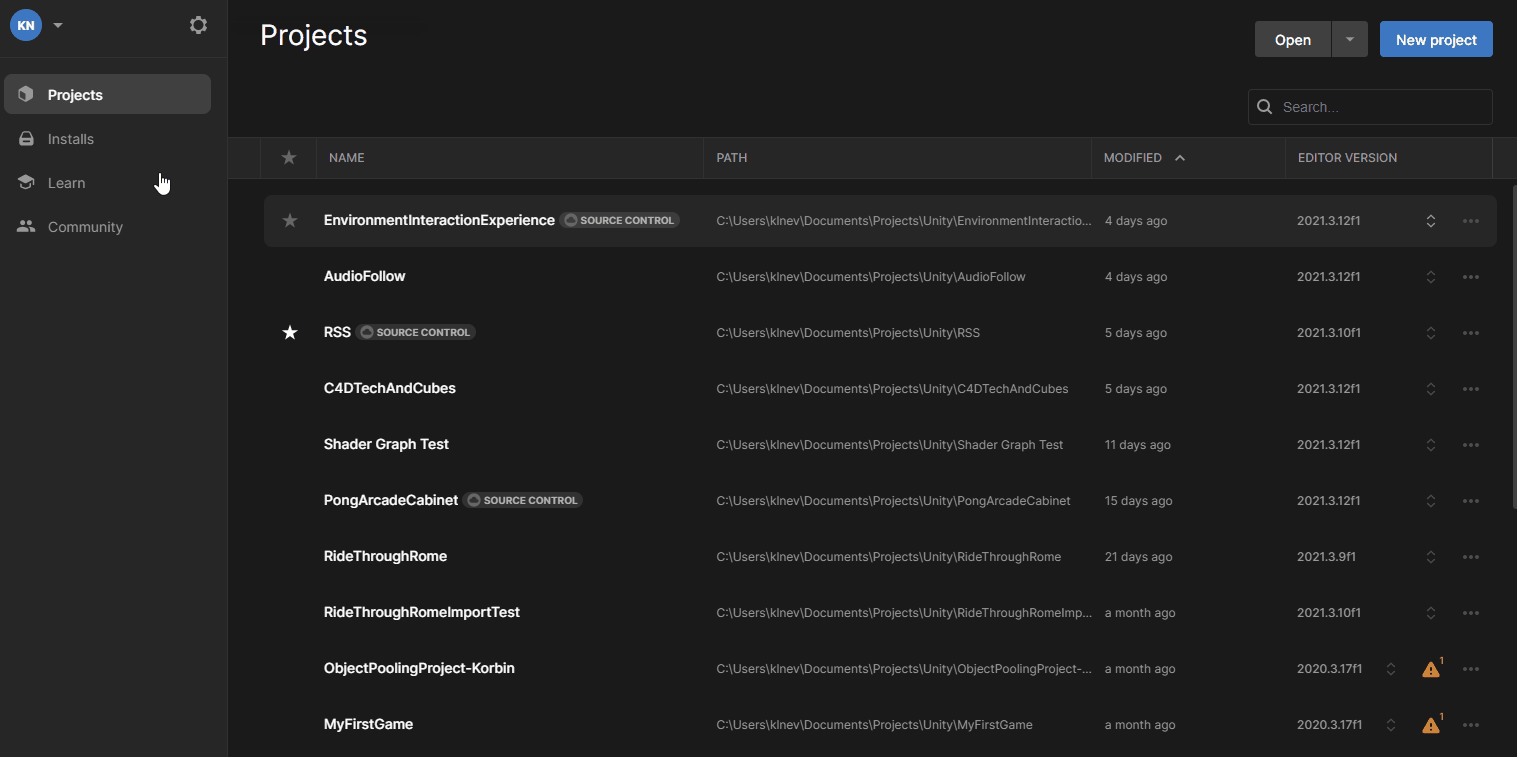 KN
Projects
Open
New project
Projects
Search...
Installs
Learn
Community
NAME PATH MODIFIED EDITOR VERSION
EnvironmentInteractionExperience SOURCE CONTROL C:\Users\klnev\Documents\Projects\Unity\EnvironmentInteractio... 4 days ago 2021.3.12f1
AudioFollow C:\Users\klnev\Documents\Projects\Unity\AudioFollow 4 days ago 2021.3.12f1
RSS SOURCE CONTROL C:\Users\klnev\Documents\Projects\Unity\RSS 5 days ago 2021.3.10f1
C4DTechAndCubes C:\Users\klnev\Documents\Projects\Unity\C4DTechAndCubes 5 days ago 2021.3.12f1
Shader Graph Test C:\Users\klnev\Documents\Projects\Unity\Shader Graph Test 11 days ago 2021.3.12f1
PongArcadeCabinet SOURCE CONTROL C:\Users\klnev\Documents\Projects\Unity\PongArcadeCabinet 15 days ago 2021.3.12f1
RideThroughRome C:\Users\klnev\Documents\Projects\Unity\RideThroughRome 21 days ago 2021.3.9f1
RideThroughRomeImportTest C:\Users\klnev\Documents\Projects\Unity\RideThroughRomeImp... a month ago 2021.3.10f1
ObjectPoolingProject-Korbin C:\Users\klnev\Documents\Projects\Unity\ObjectPoolingProject-... a month ago 2020.3.17f1 1
MyFirstGame C:\Users\klnev\Documents\Projects\Unity\MyFirstGame a month ago 2020.3.17f1 1